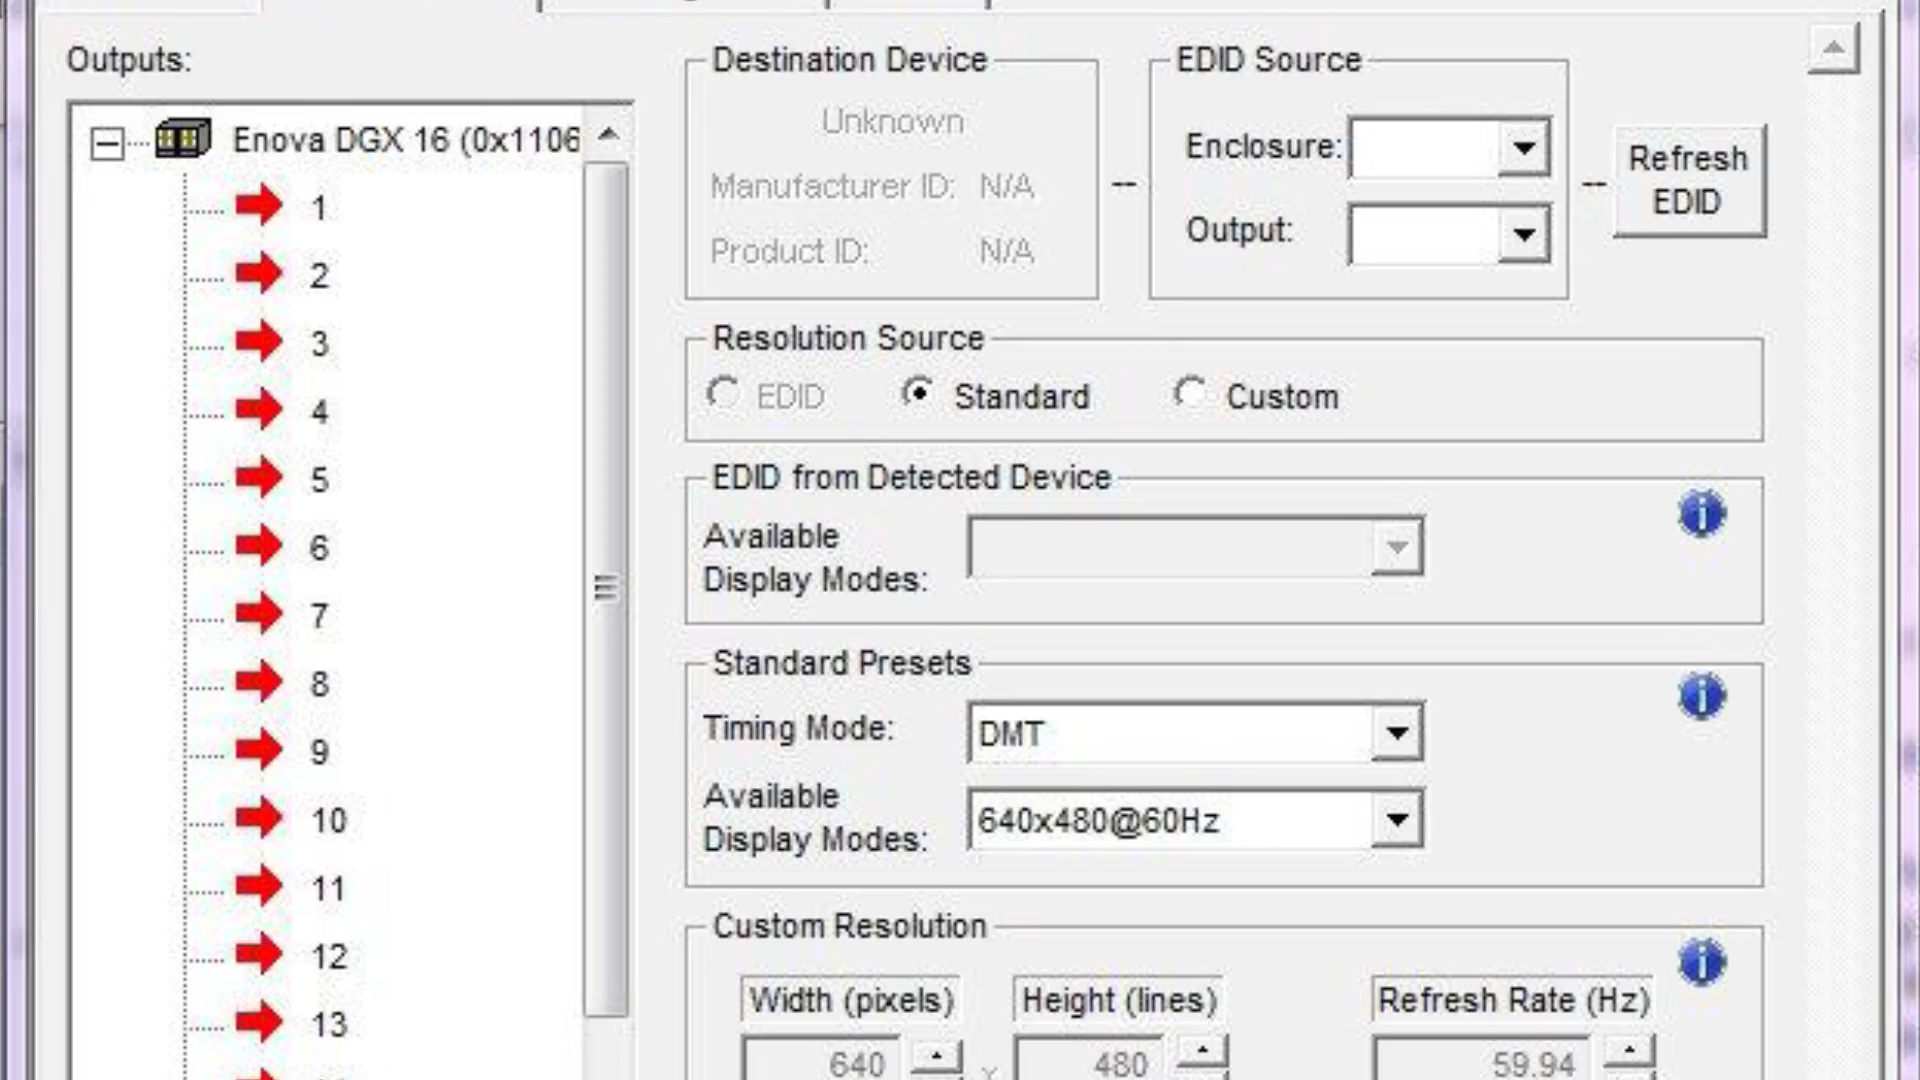 Outputs:
Enova DGX 16 (0x1106
1
2
3
4
5
6
7
8
9
10
11
12
13
Destination Device
Unknown
Manufacturer ID: N/A
Product ID: N/A
--
EDID Source
Enclosure:
Output:
--
Refresh
EDID
Resolution Source
EDID Standard Custom
EDID from Detected Device
Available
Display Modes:
Standard Presets
Timing Mode: DMT
Available
Display Modes: 640x480@60Hz
Custom Resolution
Width (pixels) Height (lines) Refresh Rate (Hz)
640 x 480 59.94